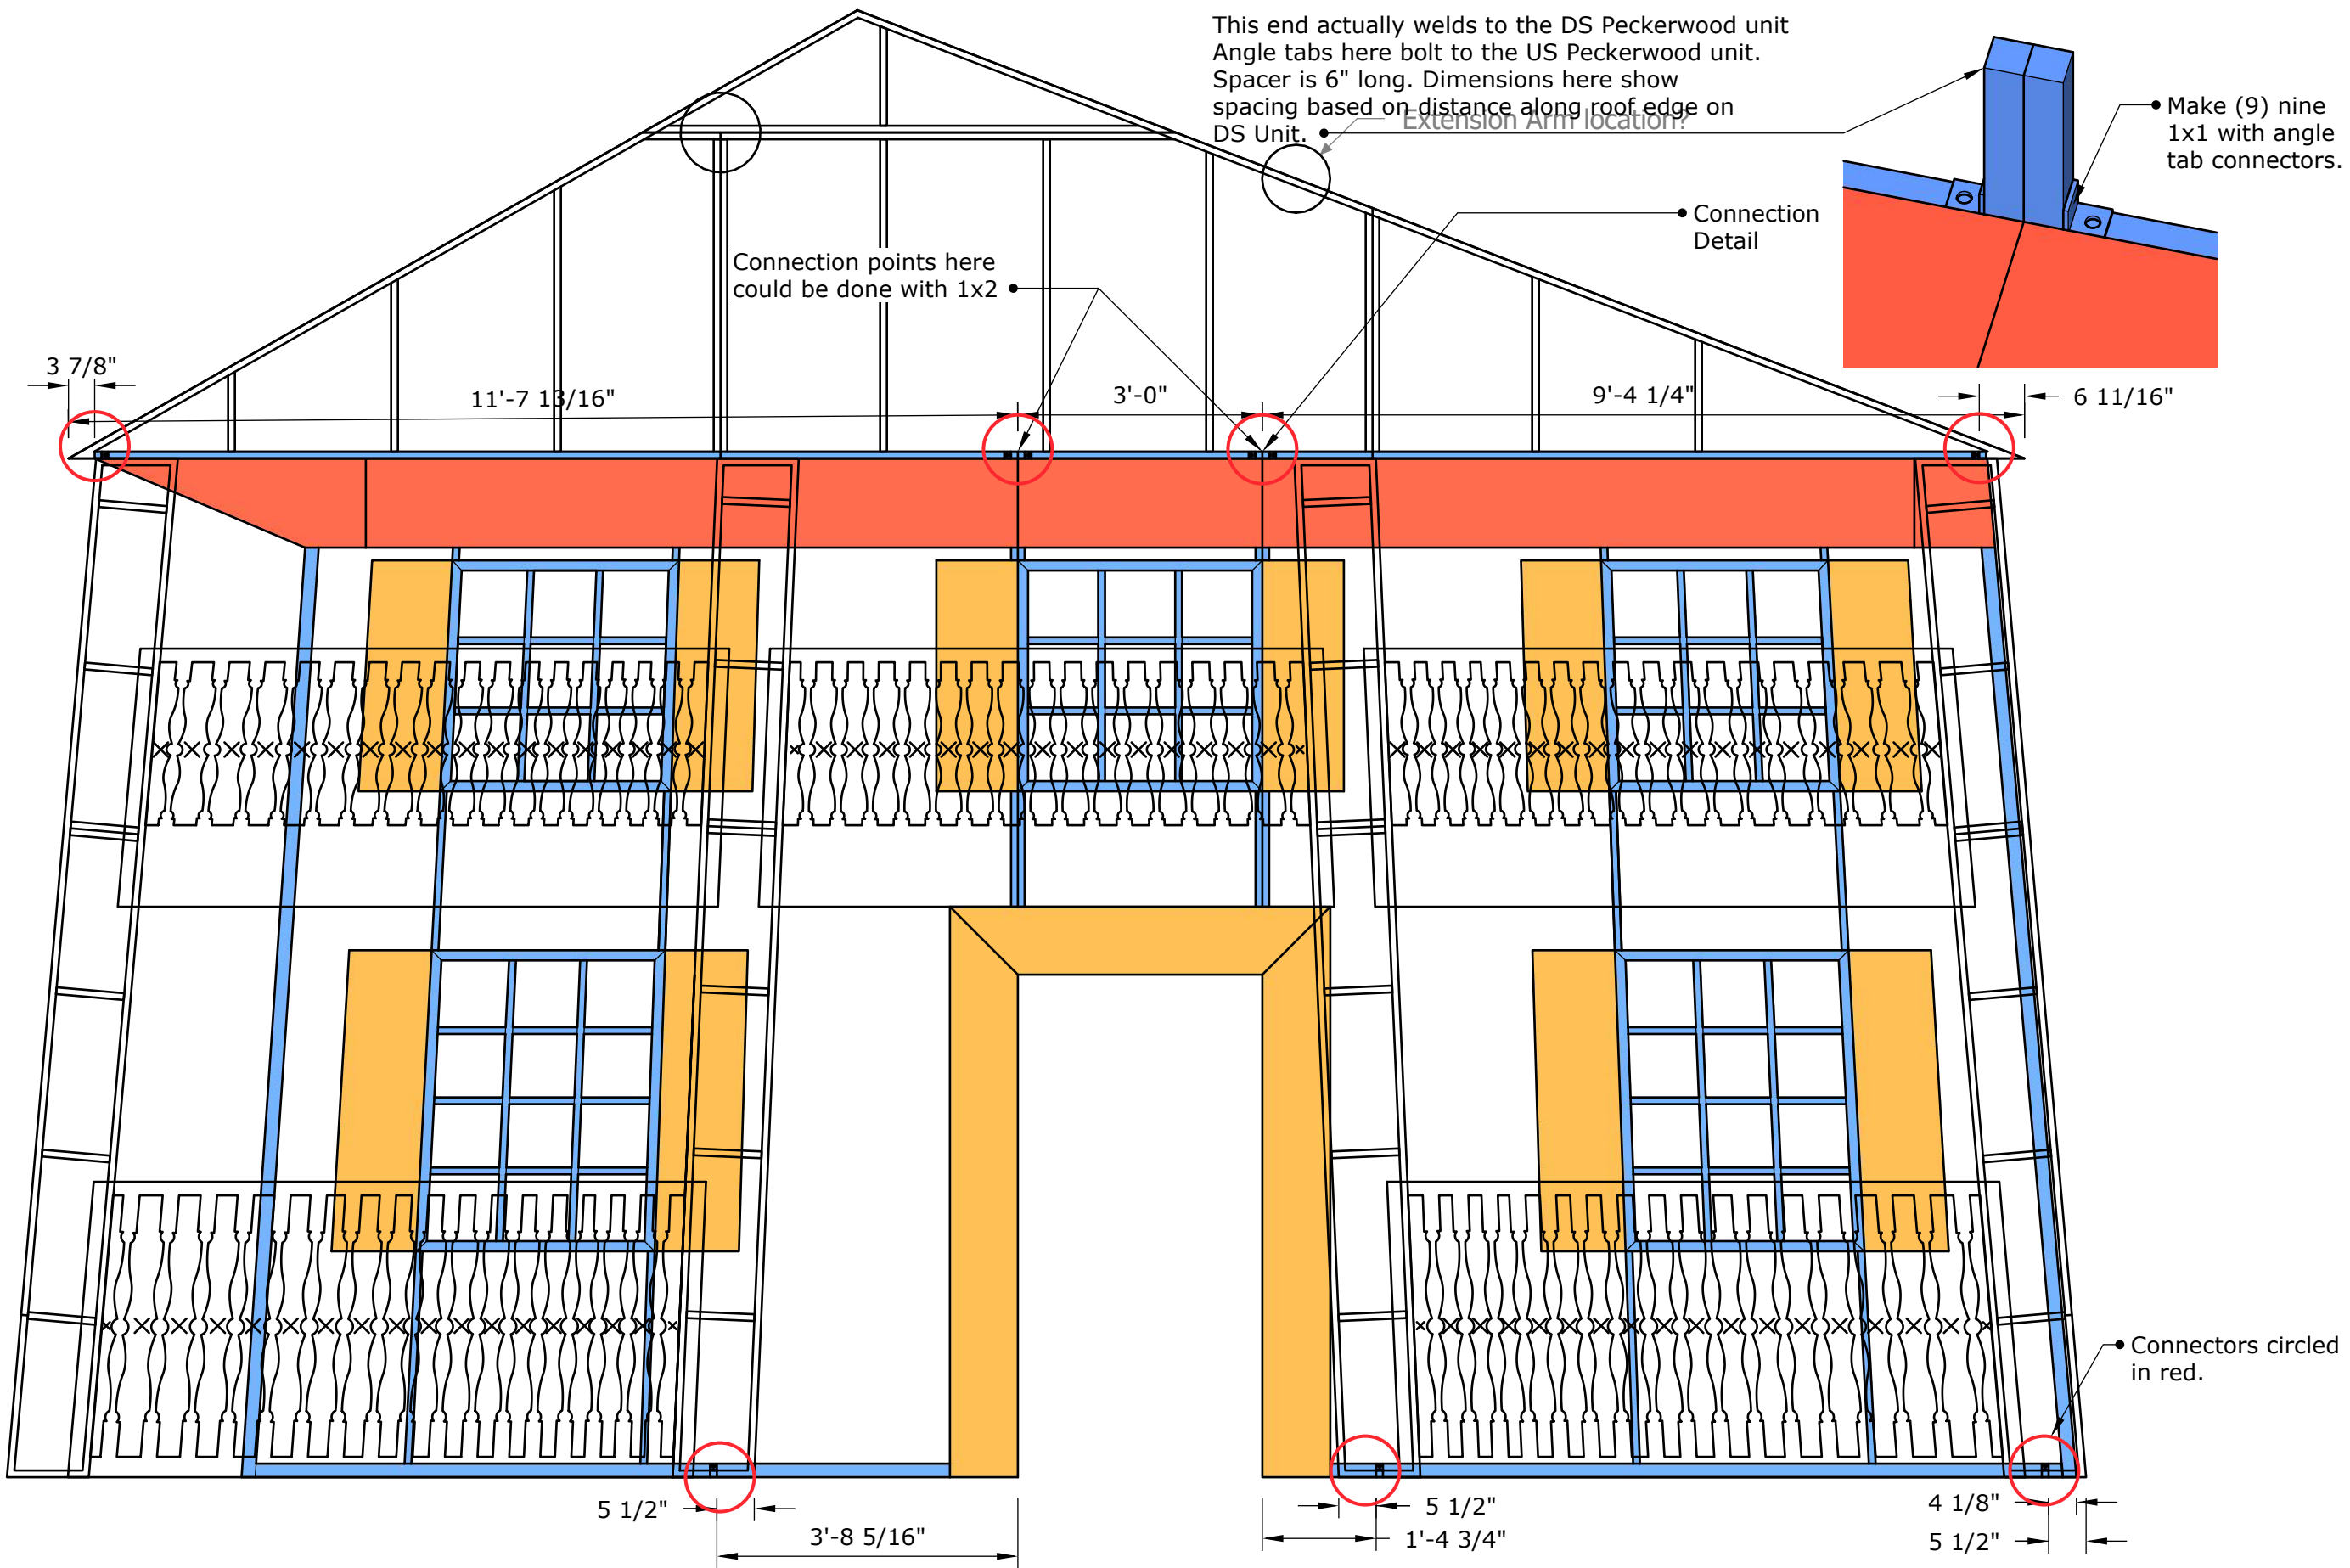 This end actually welds to the DS Peckerwood unit
Angle tabs here bolt to the US Peckerwood unit.
Spacer is 6" long. Dimensions here show
spacing based on distance along roof edge on
DS Unit.
Extension Arm location?
Make (9) nine
1x1 with angle
tab connectors.
Connection
Detail
Connection points here
could be done with 1x2
3 7/8"
11'-7 13/16"
3'-0"
9'-4 1/4"
6 11/16"
Connectors circled
in red.
5 1/2"
3'-8 5/16"
5 1/2"
1'-4 3/4"
4 1/8"
5 1/2"